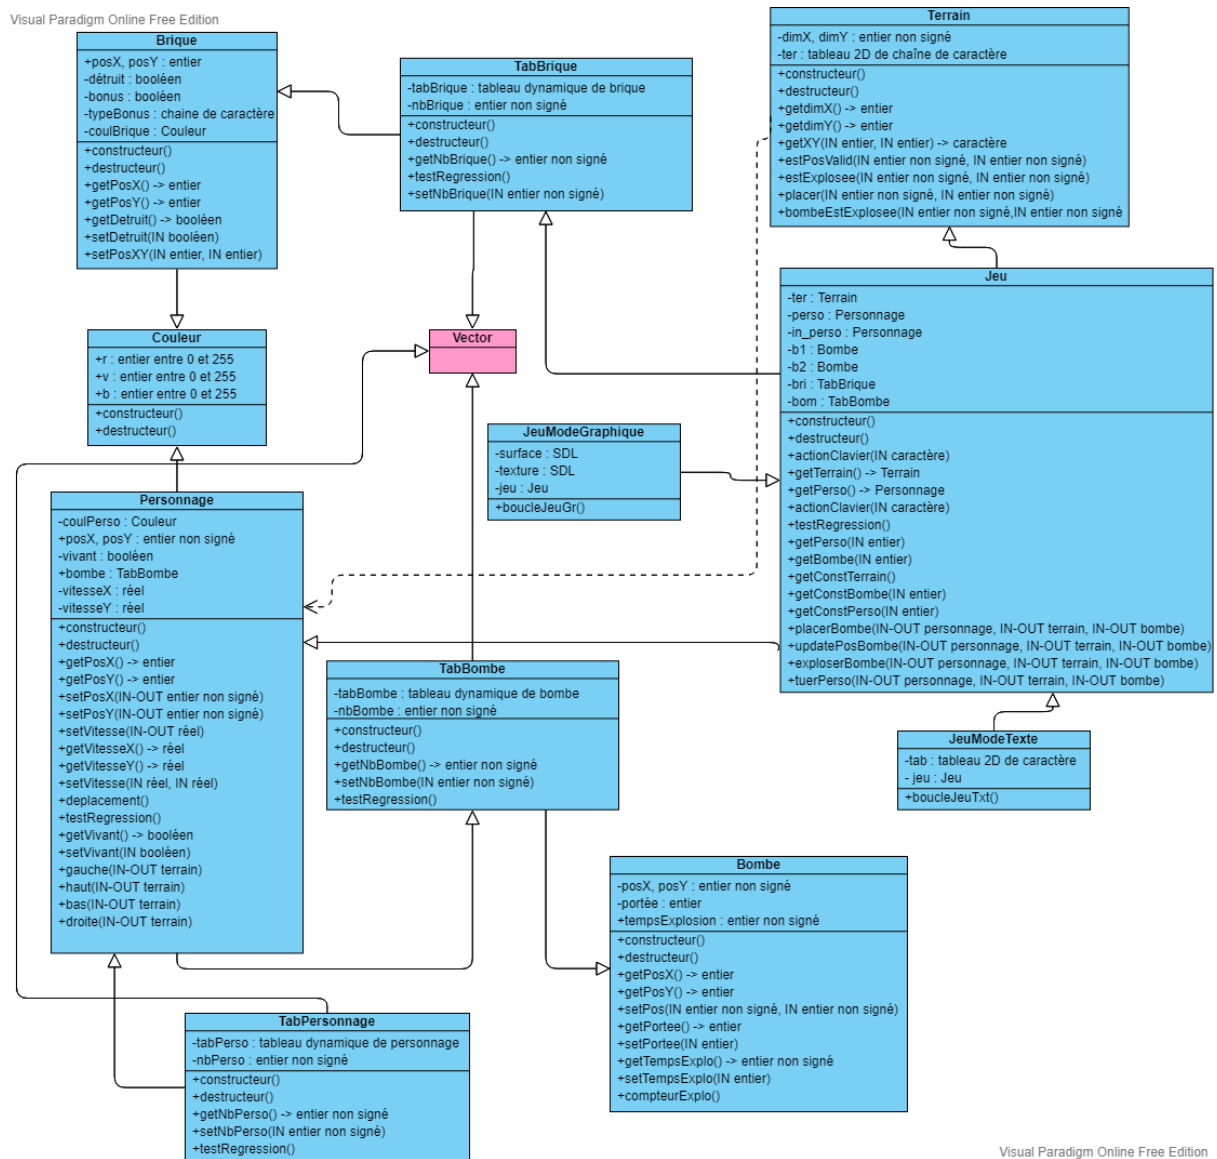 Visual Paradigm Online Free Edition
Brique
+posX, posY : entier
-détruit : booléen
-bonus : booléen
-typeBonus : chaine de caractère
-coulBrique : Couleur
+constructeur()
+destructeur()
+getPosX() -> entier
+getPosY() -> entier
+getDetruit() -> booléen
+setDetruit(IN booléen)
+setPosXY(IN entier, IN entier)
TabBrique
-tabBrique : tableau dynamique de brique
-nbBrique : entier non signé
+constructeur()
+destructeur()
+getNbBrique() -> entier non signé
+testRegression()
+setNbBrique(IN entier non signé)
Terrain
-dimX, dimY : entier non signé
-ter : tableau 2D de chaîne de caractère
+constructeur()
+destructeur()
+getdimX() -> entier
+getdimY() -> entier
+getXY(IN entier, IN entier) -> caractère
+estPosValid(IN entier non signé, IN entier non signé)
+estExplosee(IN entier non signé, IN entier non signé)
+placer(IN entier non signé, IN entier non signé)
+bombeEstExplosee(IN entier non signé,IN entier non signé
Couleur
+r : entier entre 0 et 255
+v : entier entre 0 et 255
+b : entier entre 0 et 255
+constructeur()
+destructeur()
Vector
Jeu
-ter : Terrain
-perso : Personnage
-in_perso : Personnage
-b1 : Bombe
-b2 : Bombe
-bri : TabBrique
-bom : TabBombe
+constructeur()
+destructeur()
+actionClavier(IN caractère)
+getTerrain() -> Terrain
+getPerso() -> Personnage
+actionClavier(IN caractère)
+testRegression()
+getPerso(IN entier)
+getBombe(IN entier)
+getConstTerrain()
+getConstBombe(IN entier)
+getConstPerso(IN entier)
+placerBombe(IN-OUT personnage, IN-OUT terrain, IN-OUT bombe)
+updatePosBombe(IN-OUT personnage, IN-OUT terrain, IN-OUT bombe)
+exploserBombe(IN-OUT personnage, IN-OUT terrain, IN-OUT bombe)
+tuerPerso(IN-OUT personnage, IN-OUT terrain, IN-OUT bombe)
JeuModeGraphique
-surface : SDL
-texture : SDL
-jeu : Jeu
+boucleJeuGr()
Personnage
-coulPerso : Couleur
+posX, posY : entier non signé
-vivant : booléen
+bombe : TabBombe
-vitesseX : réel
-vitesseY : réel
+constructeur()
+destructeur()
+getPosX() -> entier
+getPosY() -> entier
+setPosX(IN-OUT entier non signé)
+setPosY(IN-OUT entier non signé)
+setVitesse(IN-OUT réel)
+getVitesseX() -> réel
+getVitesseY() -> réel
+setVitesse(IN réel, IN réel)
+deplacement()
+testRegression()
+getVivant() -> booléen
+setVivant(IN booléen)
+gauche(IN-OUT terrain)
+haut(IN-OUT terrain)
+bas(IN-OUT terrain)
+droite(IN-OUT terrain)
TabBombe
-tabBombe : tableau dynamique de bombe
-nbBombe : entier non signé
+constructeur()
+destructeur()
+getNbBombe() -> entier non signé
+setNbBombe(IN entier non signé)
+testRegression()
JeuModeTexte
-tab : tableau 2D de caractère
- jeu : Jeu
+boucleJeuTxt()
Bombe
-posX, posY : entier non signé
-portée : entier
+tempsExplosion : entier non signé
+constructeur()
+destructeur()
+getPosX() -> entier
+getPosY() -> entier
+setPos(IN entier non signé, IN entier non signé)
+getPortee() -> entier
+setPortee(IN entier)
+getTempsExplo() -> entier non signé
+setTempsExplo(IN entier)
+compteurExplo()
TabPersonnage
-tabPerso : tableau dynamique de personnage
-nbPerso : entier non signé
+constructeur()
+destructeur()
+getNbPerso() -> entier non signé
+setNbPerso(IN entier non signé)
+testRegression()
Visual Paradigm Online Free Edition